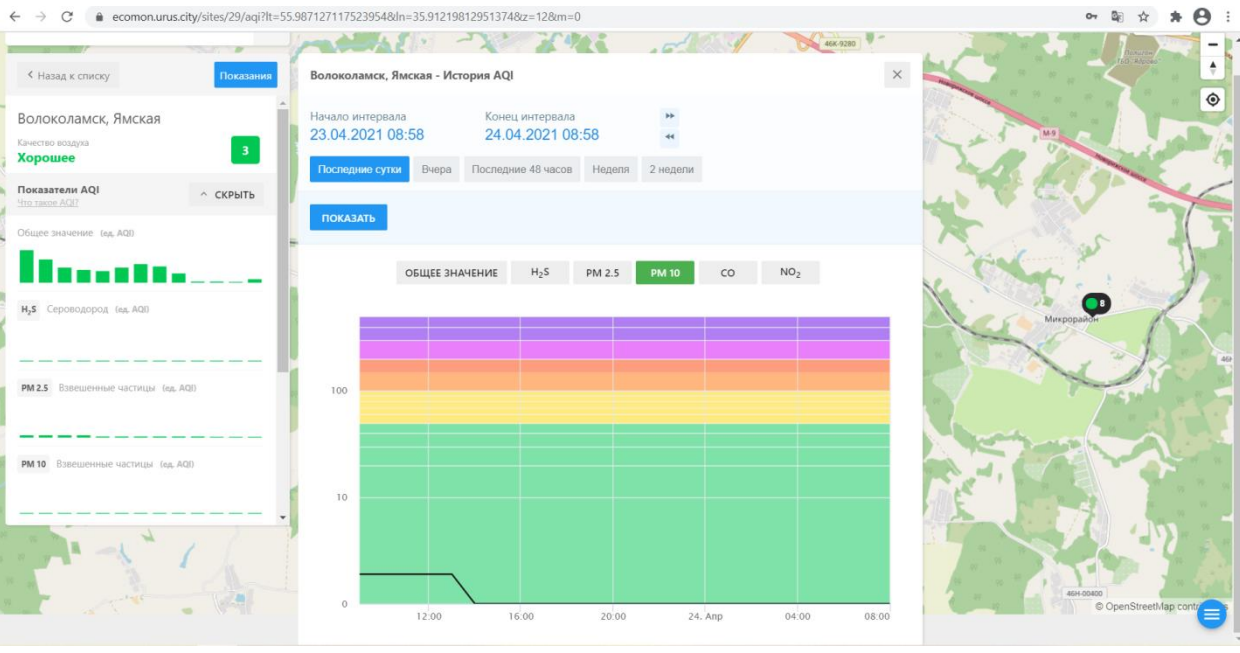 ecomon.urus.city/sites/29/aqi?lt=55.98712711752395​4&ln=35.91219812951374&z=12&m=0
Назад к списку
Показания
Волоколамск, Ямская
Качество воздуха
Хорошее
3
Показатели AQI
Что такое AQI?
СКРЫТЬ
Общее значение (ед. AQI)
H₂S Сероводород (ед. AQI)
PM 2.5 Взвешенные частицы (ед. AQI)
PM 10 Взвешенные частицы (ед. AQI)
Волоколамск, Ямская - История AQI
Начало интервала
Конец интервала
23.04.2021 08:58
24.04.2021 08:58
Последние сутки
Вчера
Последние 48 часов
Неделя
2 недели
ПОКАЗАТЬ
ОБЩЕЕ ЗНАЧЕНИЕ
H₂S
PM 2.5
PM 10
CO
NO₂
100
10
0
12:00
16:00
20:00
24. Апр
04:00
08:00
46К-9280
М-9
8
Микрорайон
46Н-00400
© OpenStreetMap cont